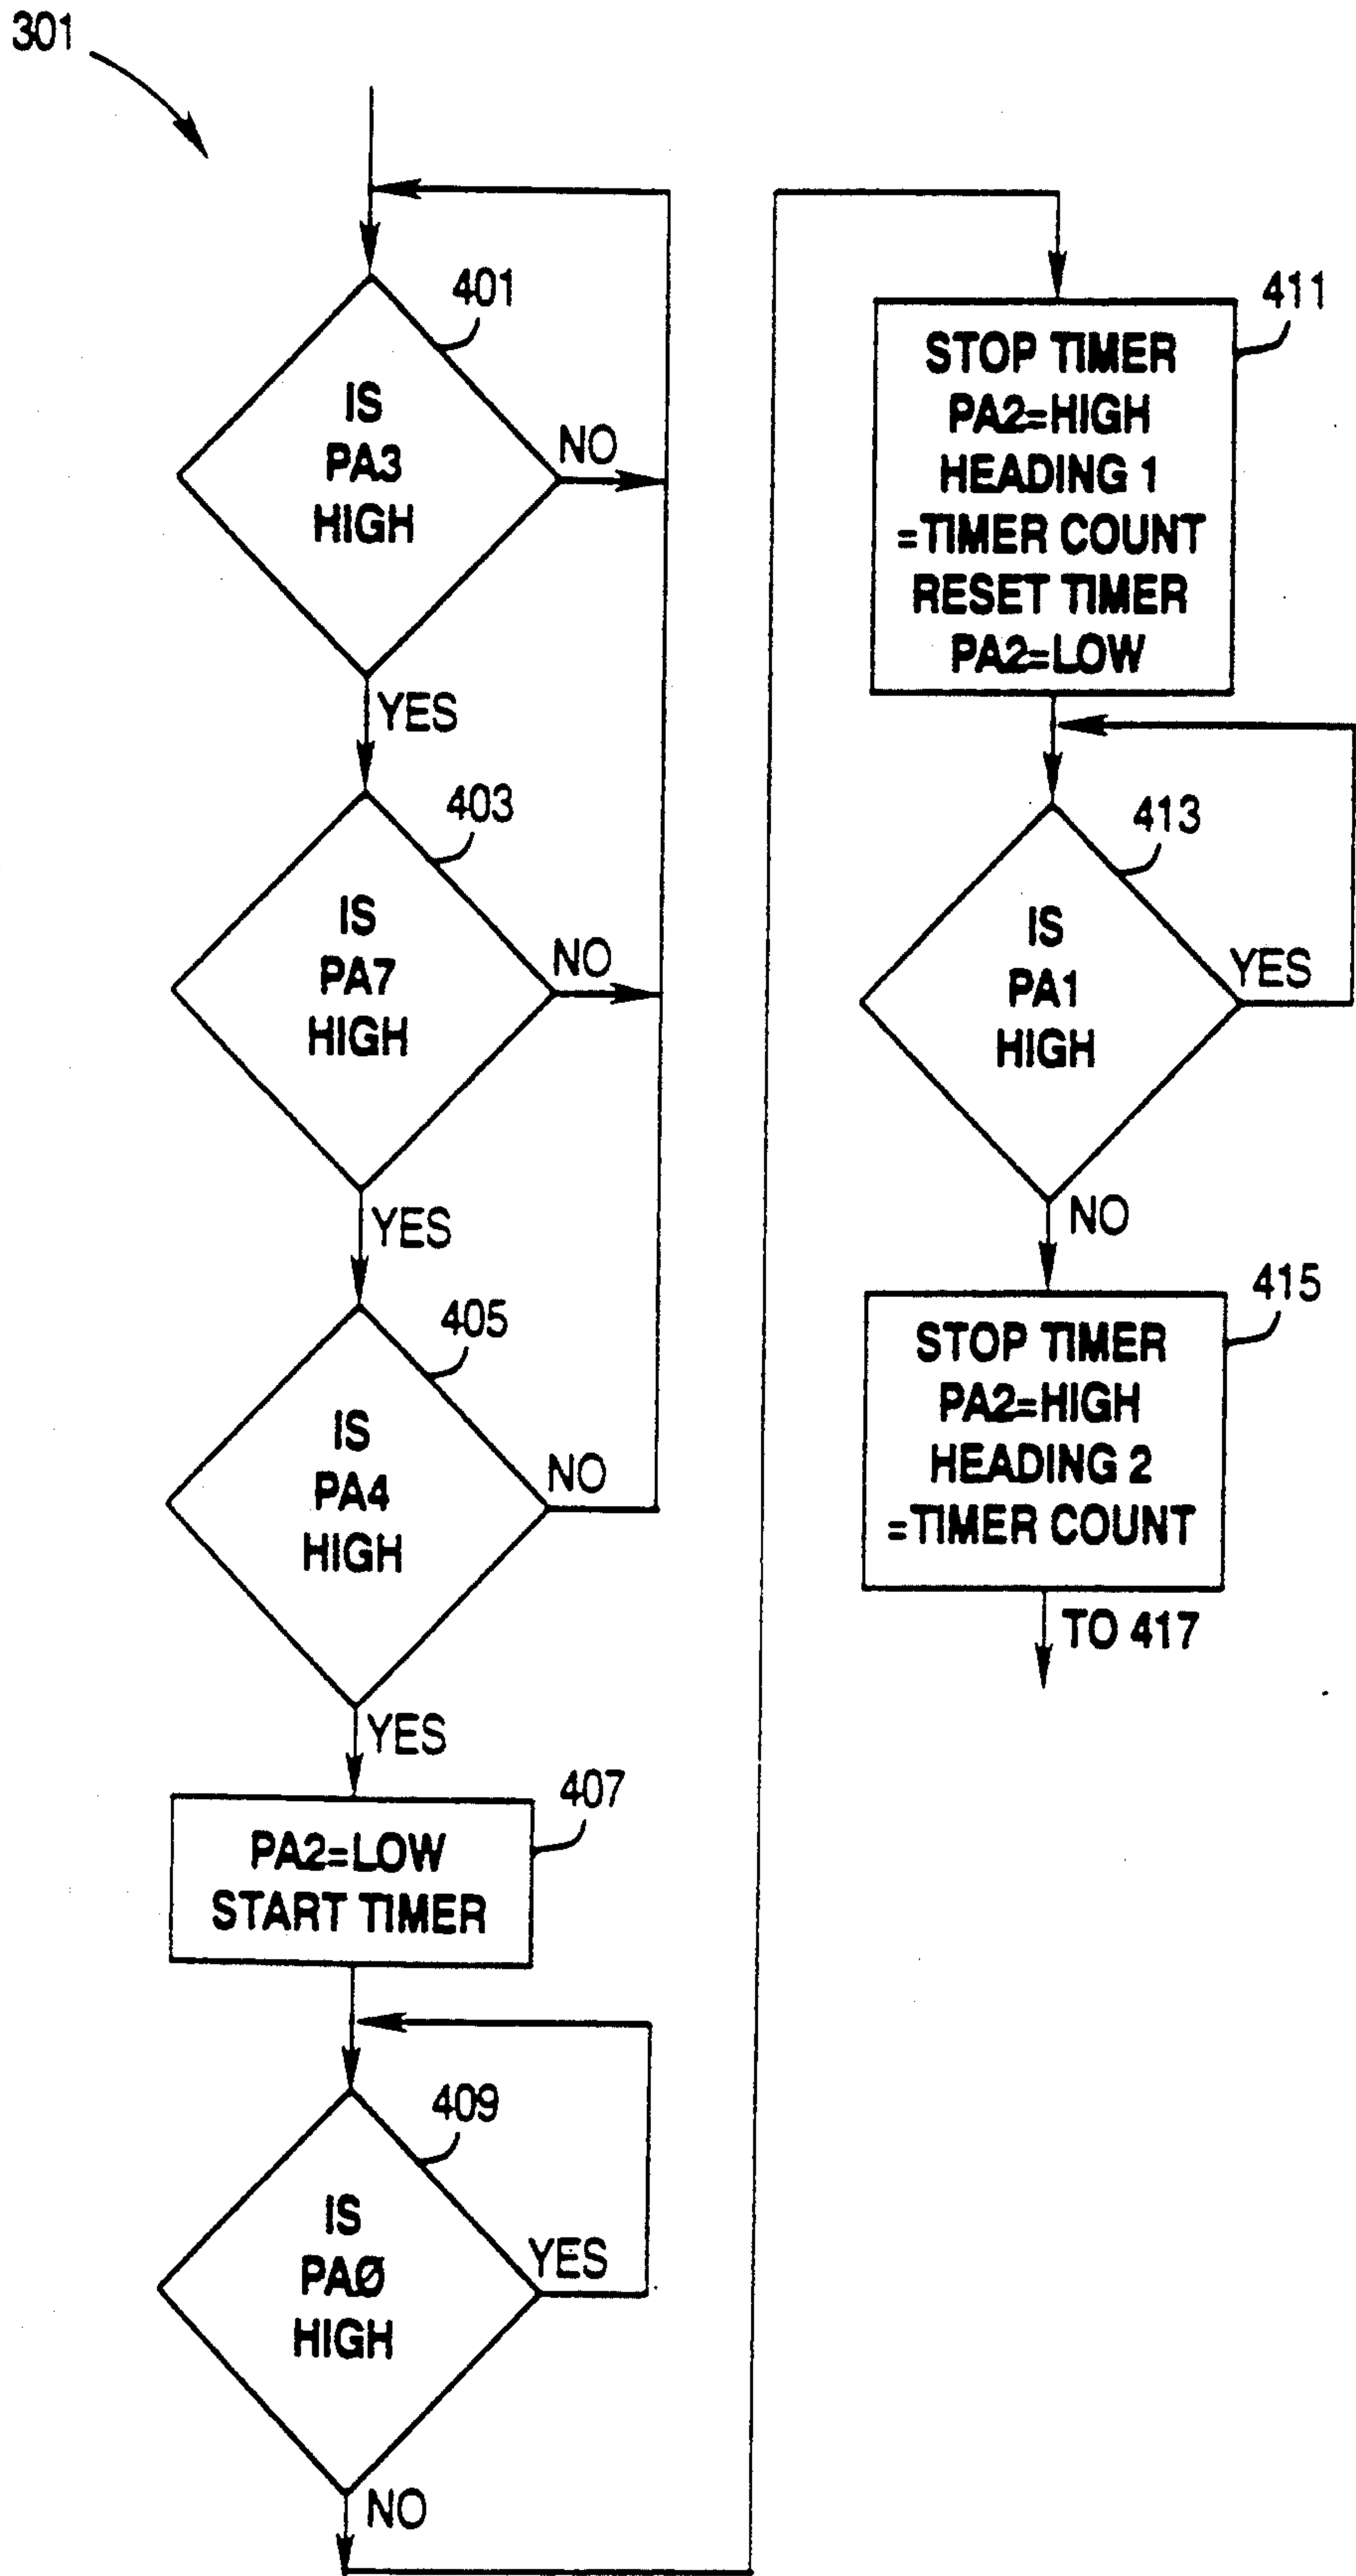 301
401
IS
PA3
HIGH
NO
YES
403
IS
PA7
HIGH
NO
YES
405
IS
PA4
HIGH
NO
YES
407
PA2=LOW
START TIMER
409
IS
PAØ
HIGH
YES
NO
411
STOP TIMER
PA2=HIGH
HEADING 1
=TIMER COUNT
RESET TIMER
PA2=LOW
413
IS
PA1
HIGH
YES
NO
415
STOP TIMER
PA2=HIGH
HEADING 2
=TIMER COUNT
TO 417